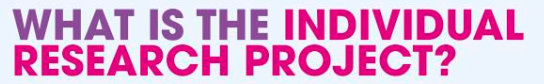 WHAT IS THE INDIVIDUAL
RESEARCH PROJECT?